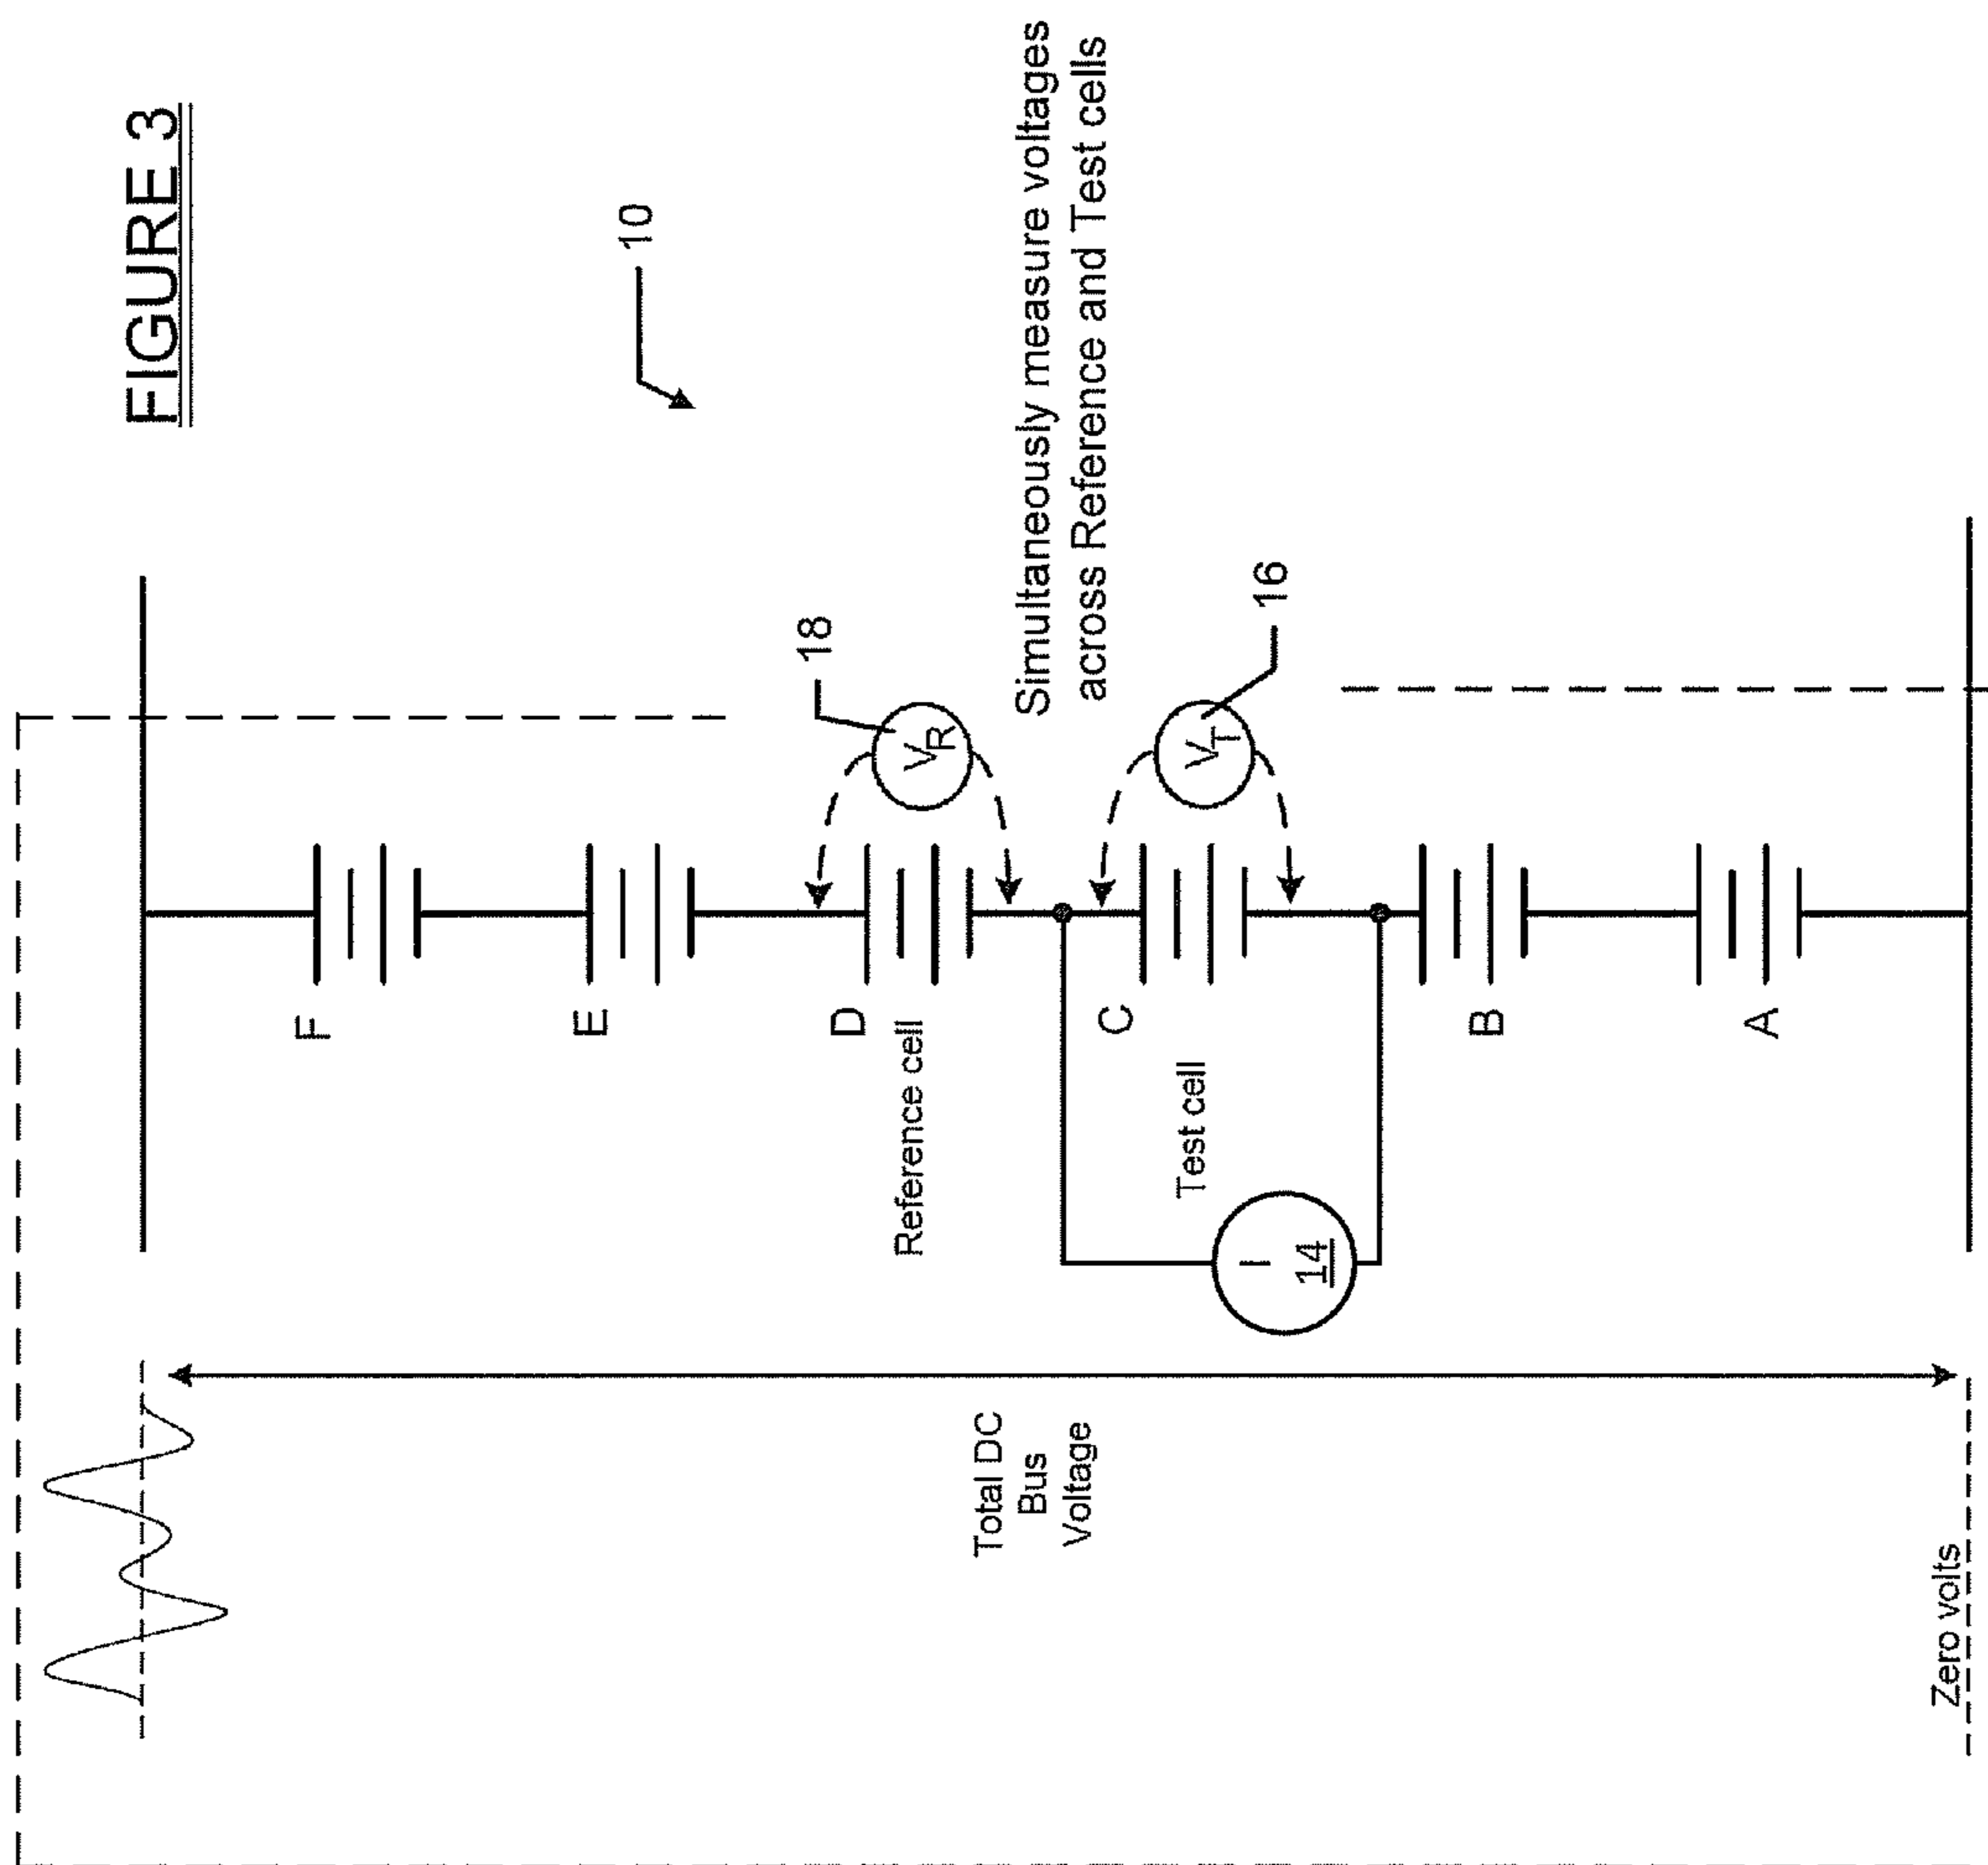 FIGURE 3
10
Simultaneously measure voltages
across Reference and Test cells
18
16
VR
VT
F
E
D
C
B
A
Reference cell
Test cell
I
14
Total DC
Bus
Voltage
Zero volts